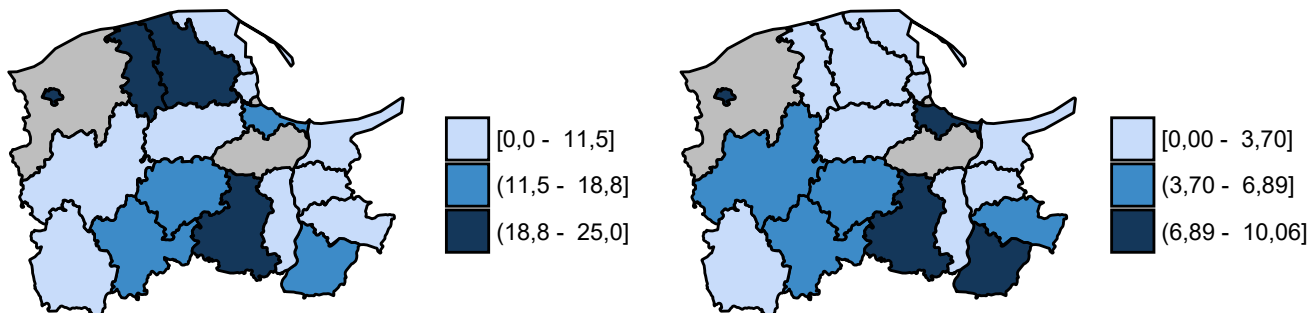 [0,0 - 11,5]
(11,5 - 18,8]
(18,8 - 25,0]
[0,00 - 3,70]
(3,70 - 6,89]
(6,89 - 10,06]